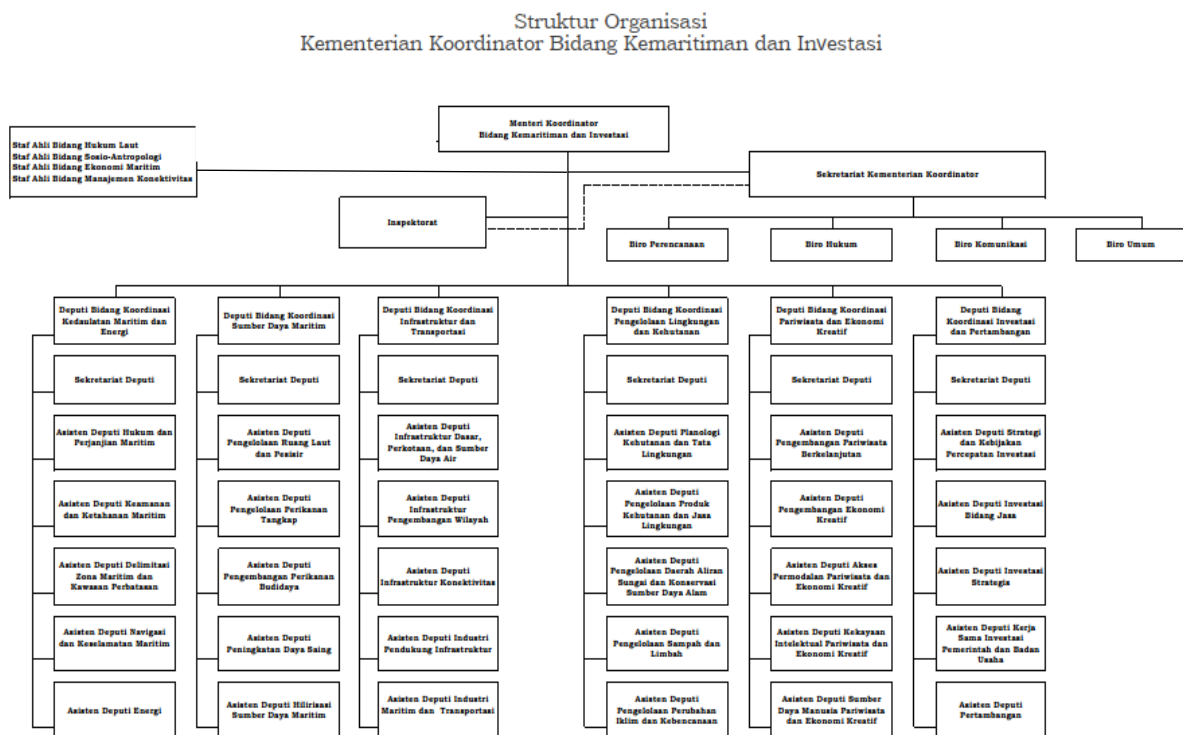 Struktur Organisasi
Kementerian Koordinator Bidang Kemaritiman dan Investasi
Menteri Koordinator
Bidang Kemaritiman dan Investasi
Staf Ahli Bidang Hukum Laut
Staf Ahli Bidang Sosio-Antropologi
Staf Ahli Bidang Ekonomi Maritim
Staf Ahli Bidang Manajemen Konektivitas
Sekretariat Kementerian Koordinator
Inspektorat
Biro Perencanaan
Biro Hukum
Biro Komunikasi
Biro Umum
Deputi Bidang Koordinasi
Kedaulatan Maritim dan
Energi
Sekretariat Deputi
Asisten Deputi Hukum dan
Perjanjian Maritim
Asisten Deputi Keamanan
dan Ketahanan Maritim
Asisten Deputi Delimitasi
Zona Maritim dan
Kawasan Perbatasan
Asisten Deputi Navigasi
dan Keselamatan Maritim
Asisten Deputi Energi
Deputi Bidang Koordinasi
Sumber Daya Maritim
Sekretariat Deputi
Asisten Deputi
Pengelolaan Ruang Laut
dan Pesisir
Asisten Deputi
Pengelolaan Perikanan
Tangkap
Asisten Deputi
Pengembangan Perikanan
Budidaya
Asisten Deputi
Peningkatan Daya Saing
Asisten Deputi Hilirisasi
Sumber Daya Maritim
Deputi Bidang Koordinasi
Infrastruktur dan
Transportasi
Sekretariat Deputi
Asisten Deputi
Infrastruktur Dasar,
Perkotaan, dan Sumber
Daya Air
Asisten Deputi
Infrastruktur
Pengembangan Wilayah
Asisten Deputi
Infrastruktur Konektivitas
Asisten Deputi Industri
Pendukung Infrastruktur
Asisten Deputi Industri
Maritim dan Transportasi
Deputi Bidang Koordinasi
Pengelolaan Lingkungan
dan Kehutanan
Sekretariat Deputi
Asisten Deputi Planologi
Kehutanan dan Tata
Lingkungan
Asisten Deputi
Pengelolaan Produk
Kehutanan dan Jasa
Lingkungan
Asisten Deputi
Pengelolaan Daerah Aliran
Sungai dan Konservasi
Sumber Daya Alam
Asisten Deputi
Pengelolaan Sampah dan
Limbah
Asisten Deputi
Pengelolaan Perubahan
Iklim dan Kebencanaan
Deputi Bidang Koordinasi
Pariwisata dan Ekonomi
Kreatif
Sekretariat Deputi
Asisten Deputi
Pengembangan Pariwisata
Berkelanjutan
Asisten Deputi
Pengembangan Ekonomi
Kreatif
Asisten Deputi Akses
Permodalan Pariwisata dan
Ekonomi Kreatif
Asisten Deputi Kekayaan
Intelektual Pariwisata dan
Ekonomi Kreatif
Asisten Deputi Sumber
Daya Manusia Pariwisata
dan Ekonomi Kreatif
Deputi Bidang
Koordinasi Investasi
dan Pertambangan
Sekretariat Deputi
Asisten Deputi Strategi
dan Kebijakan
Percepatan Investasi
Asisten Deputi Investasi
Bidang Jasa
Asisten Deputi Investasi
Strategis
Asisten Deputi Kerja
Sama Investasi
Pemerintah dan Badan
Usaha
Asisten Deputi
Pertambangan